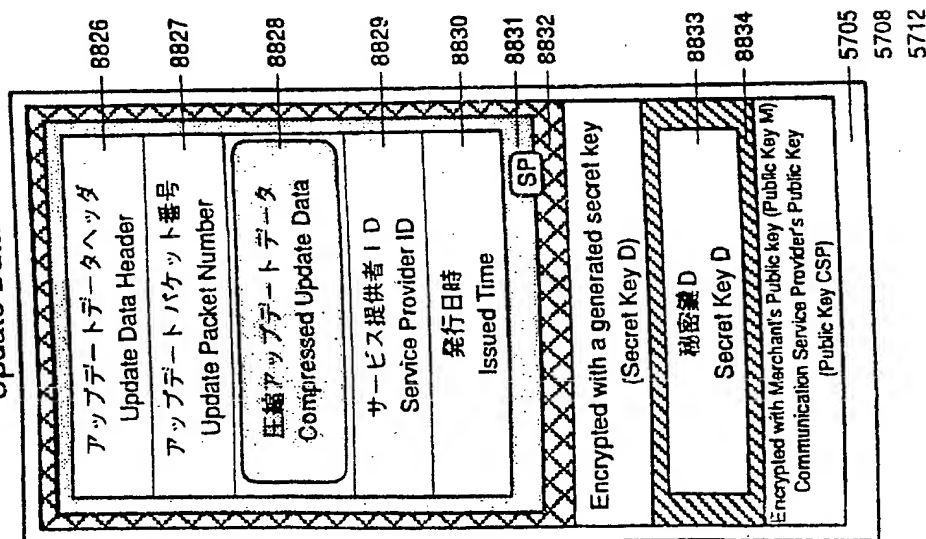 Update Data
アップデートデータヘッダ
Update Data Header
8826
アップデートパケット番号
Update Packet Number
8827
圧縮アップデートデータ
Compressed Update Data
8828
サービス提供者ID
Service Provider ID
8829
発行日時
Issued Time
8830
SP
8831
8832
Encrypted with a generated secret key
(Secret Key D)
秘密鍵D
Secret Key D
8833
8834
Encrypted with Merchant's Public key (Public Key M)
Communication Service Provider's Public Key
(Public Key CSP)
5705
5708
5712